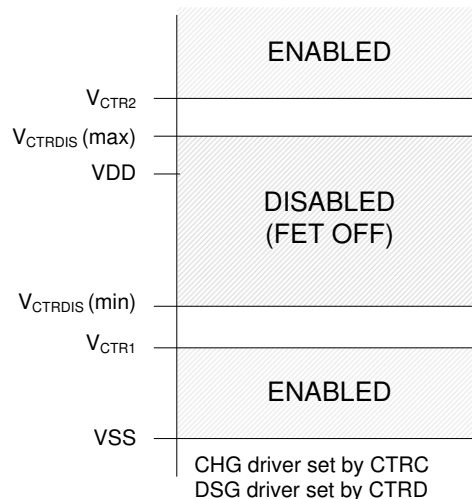 ENABLED
VCTR2
VCTRDIS (max)
VDD
DISABLED
(FET OFF)
VCTRDIS (min)
VCTR1
ENABLED
VSS
CHG driver set by CTRC
DSG driver set by CTRD